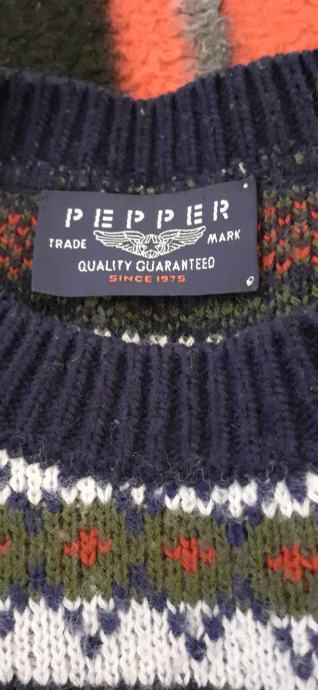 PEPPER
TRADE MARK
QUALITY GUARANTEED
SINCE 1975